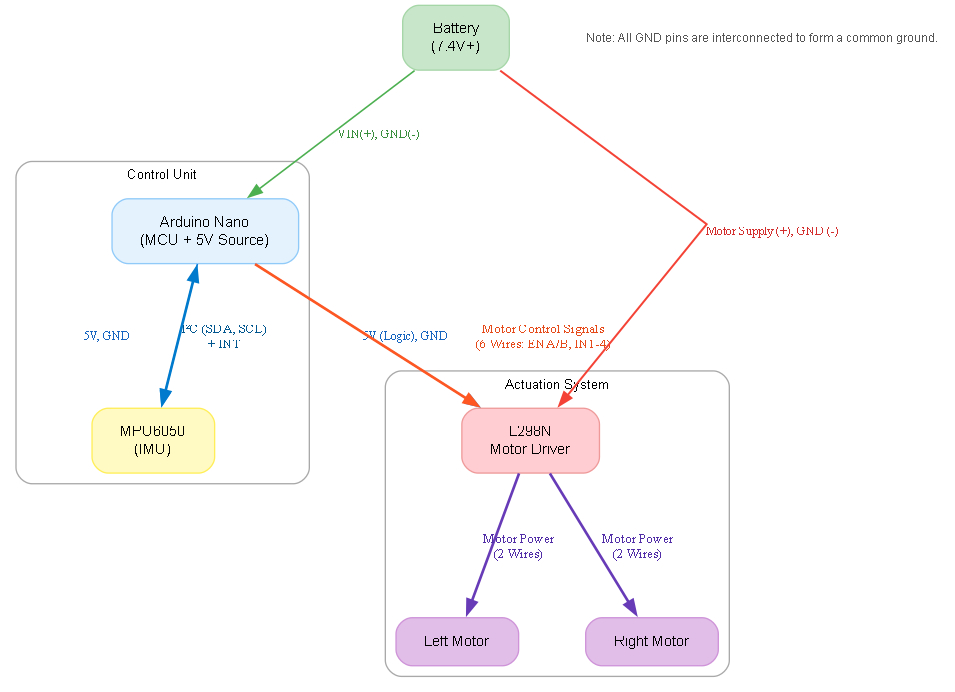 Battery
(7.4V+)
Note: All GND pins are interconnected to form a common ground.
VIN(+), GND(-)
Control Unit
Arduino Nano
(MCU + 5V Source)
Motor Supply (+), GND (-)
5V, GND
I²C (SDA, SCL)
+ INT
5V (Logic), GND
Motor Control Signals
(6 Wires: ENA/B, IN1-4)
Actuation System
MPU6050
(IMU)
L298N
Motor Driver
Motor Power
(2 Wires)
Motor Power
(2 Wires)
Left Motor
Right Motor